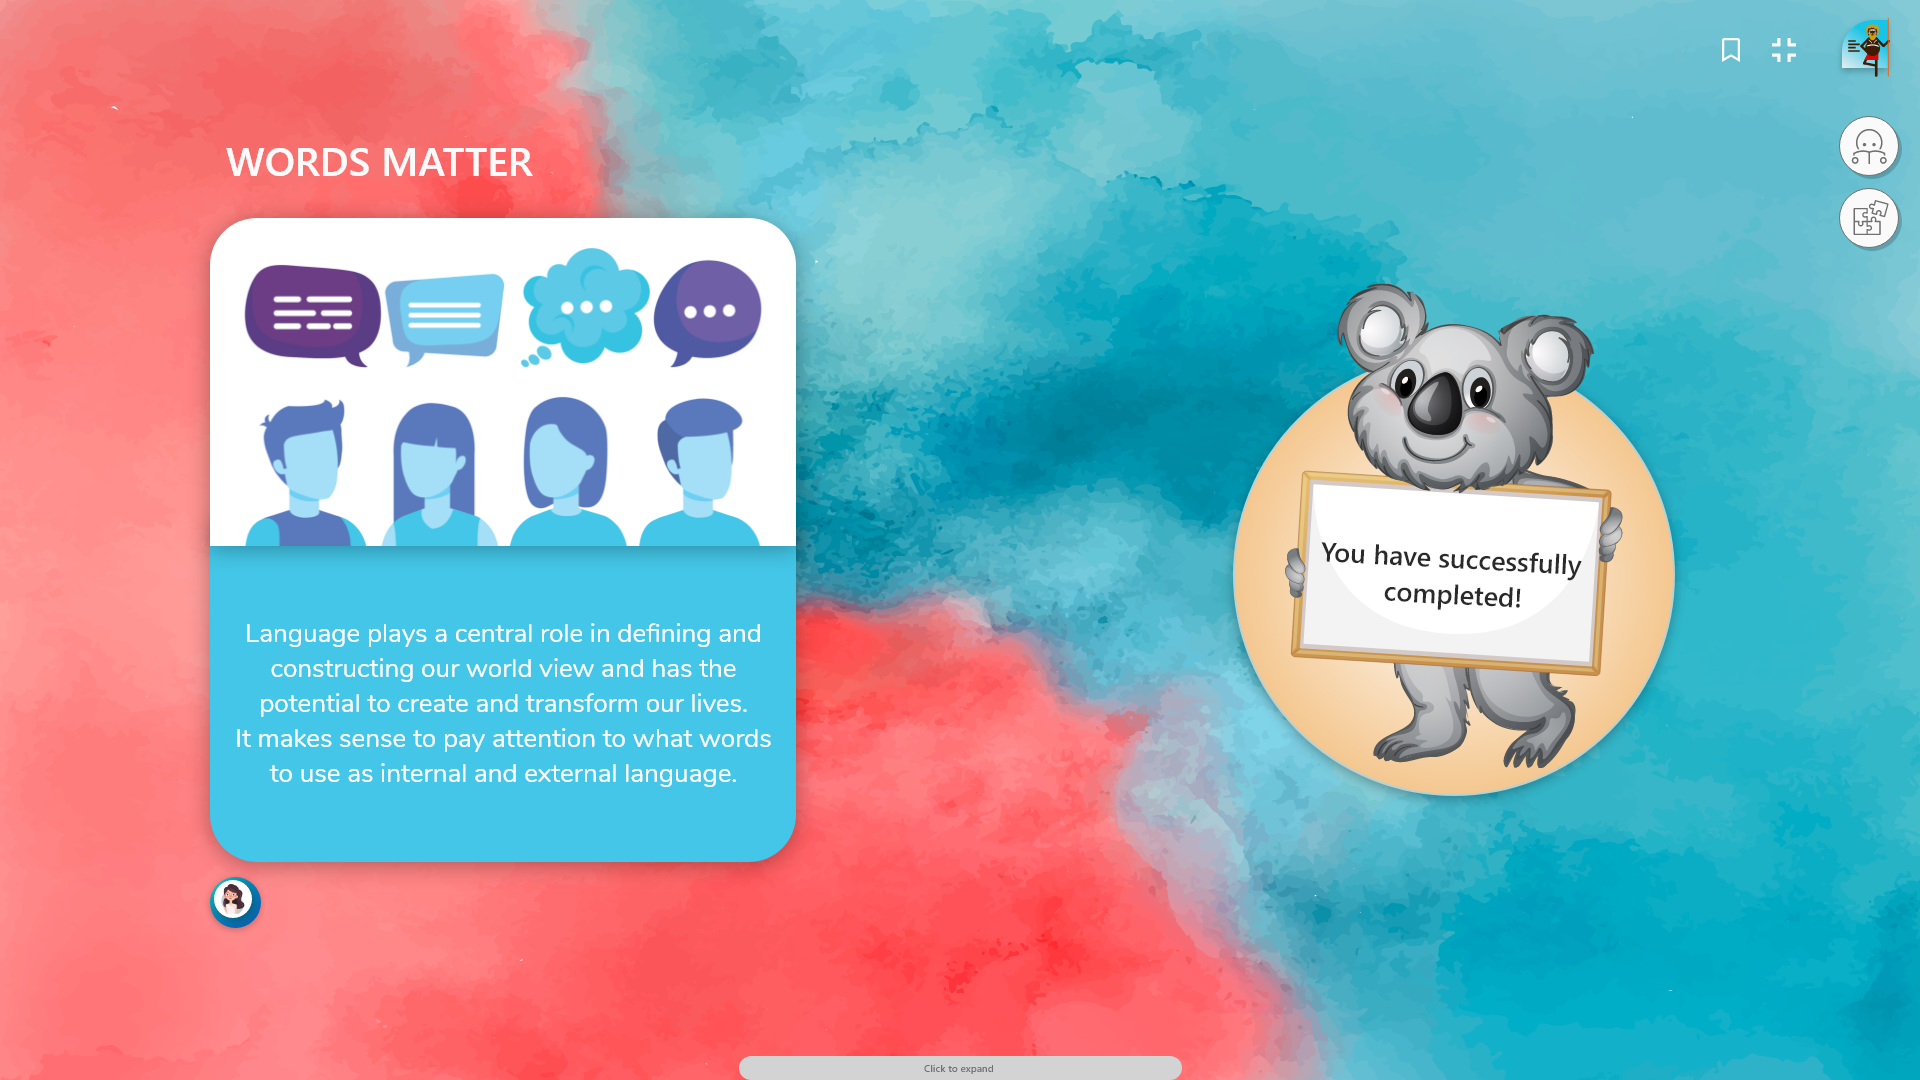 WORDS MATTER
Language plays a central role in defining and
constructing our world view and has the
potential to create and transform our lives.
It makes sense to pay attention to what words
to use as internal and external language.
You have successfully
completed!
Click to expand